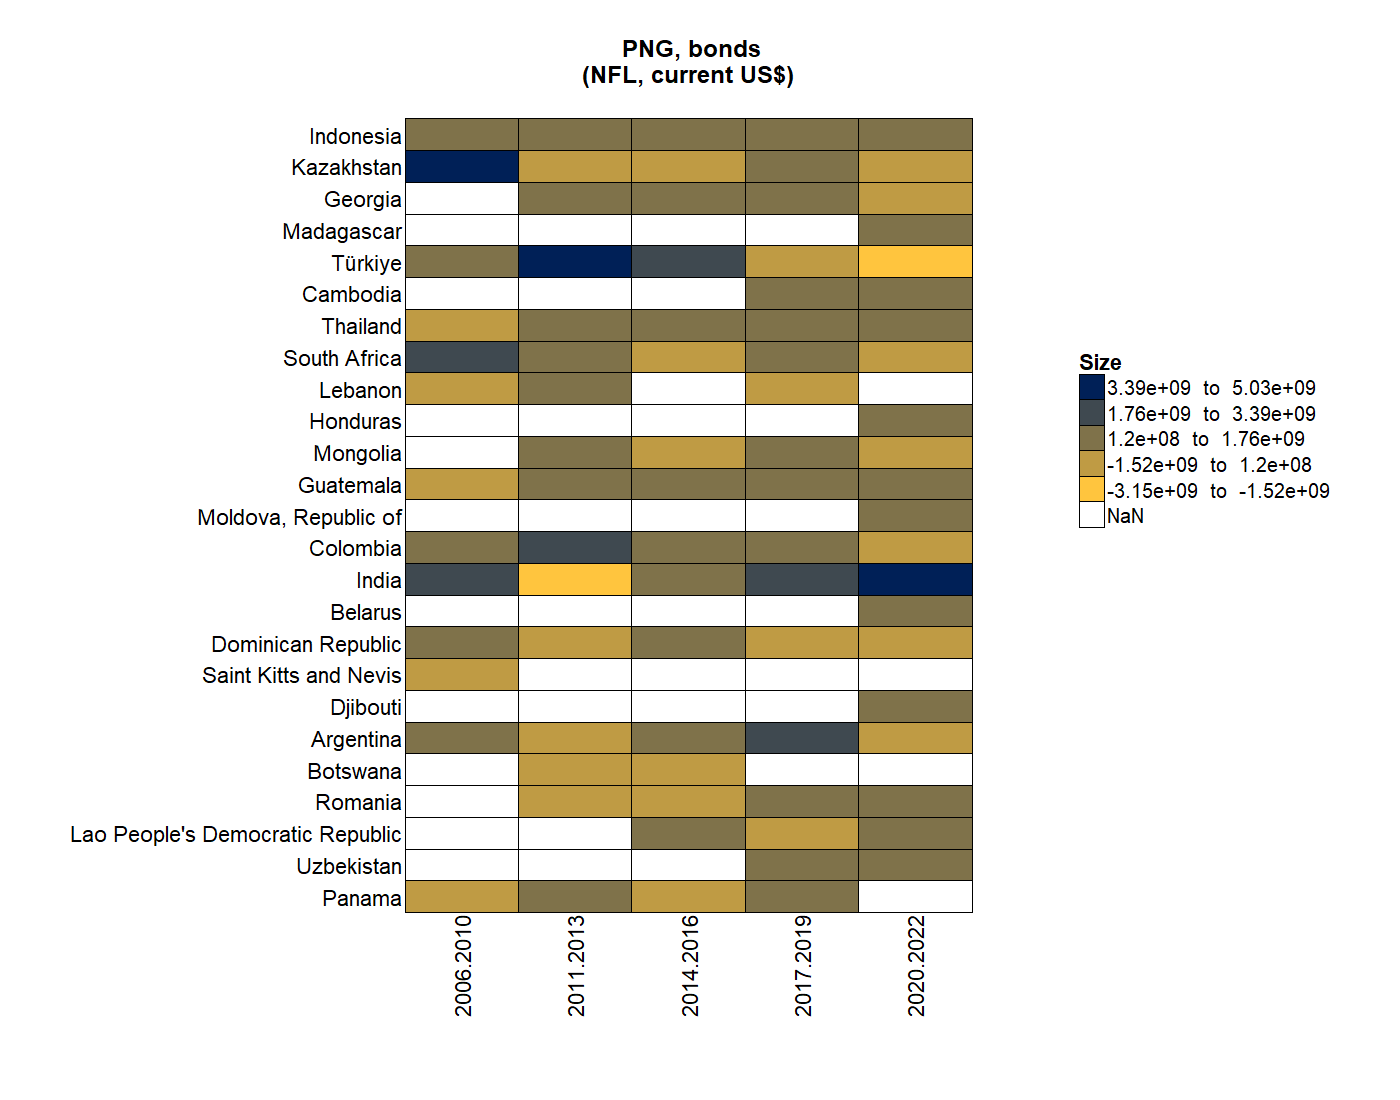 PNG, bonds
(NFL, current US$)
Indonesia
Kazakhstan
Georgia
Madagascar
Türkiye
Cambodia
Thailand
South Africa
Lebanon
Honduras
Mongolia
Guatemala
Moldova, Republic of
Colombia
India
Belarus
Dominican Republic
Saint Kitts and Nevis
Djibouti
Argentina
Botswana
Romania
Lao People's Democratic Republic
Uzbekistan
Panama
2006.2010
2011.2013
2014.2016
2017.2019
2020.2022
Size
3.39e+09 to 5.03e+09
1.76e+09 to 3.39e+09
1.2e+08 to 1.76e+09
-1.52e+09 to 1.2e+08
-3.15e+09 to -1.52e+09
NaN